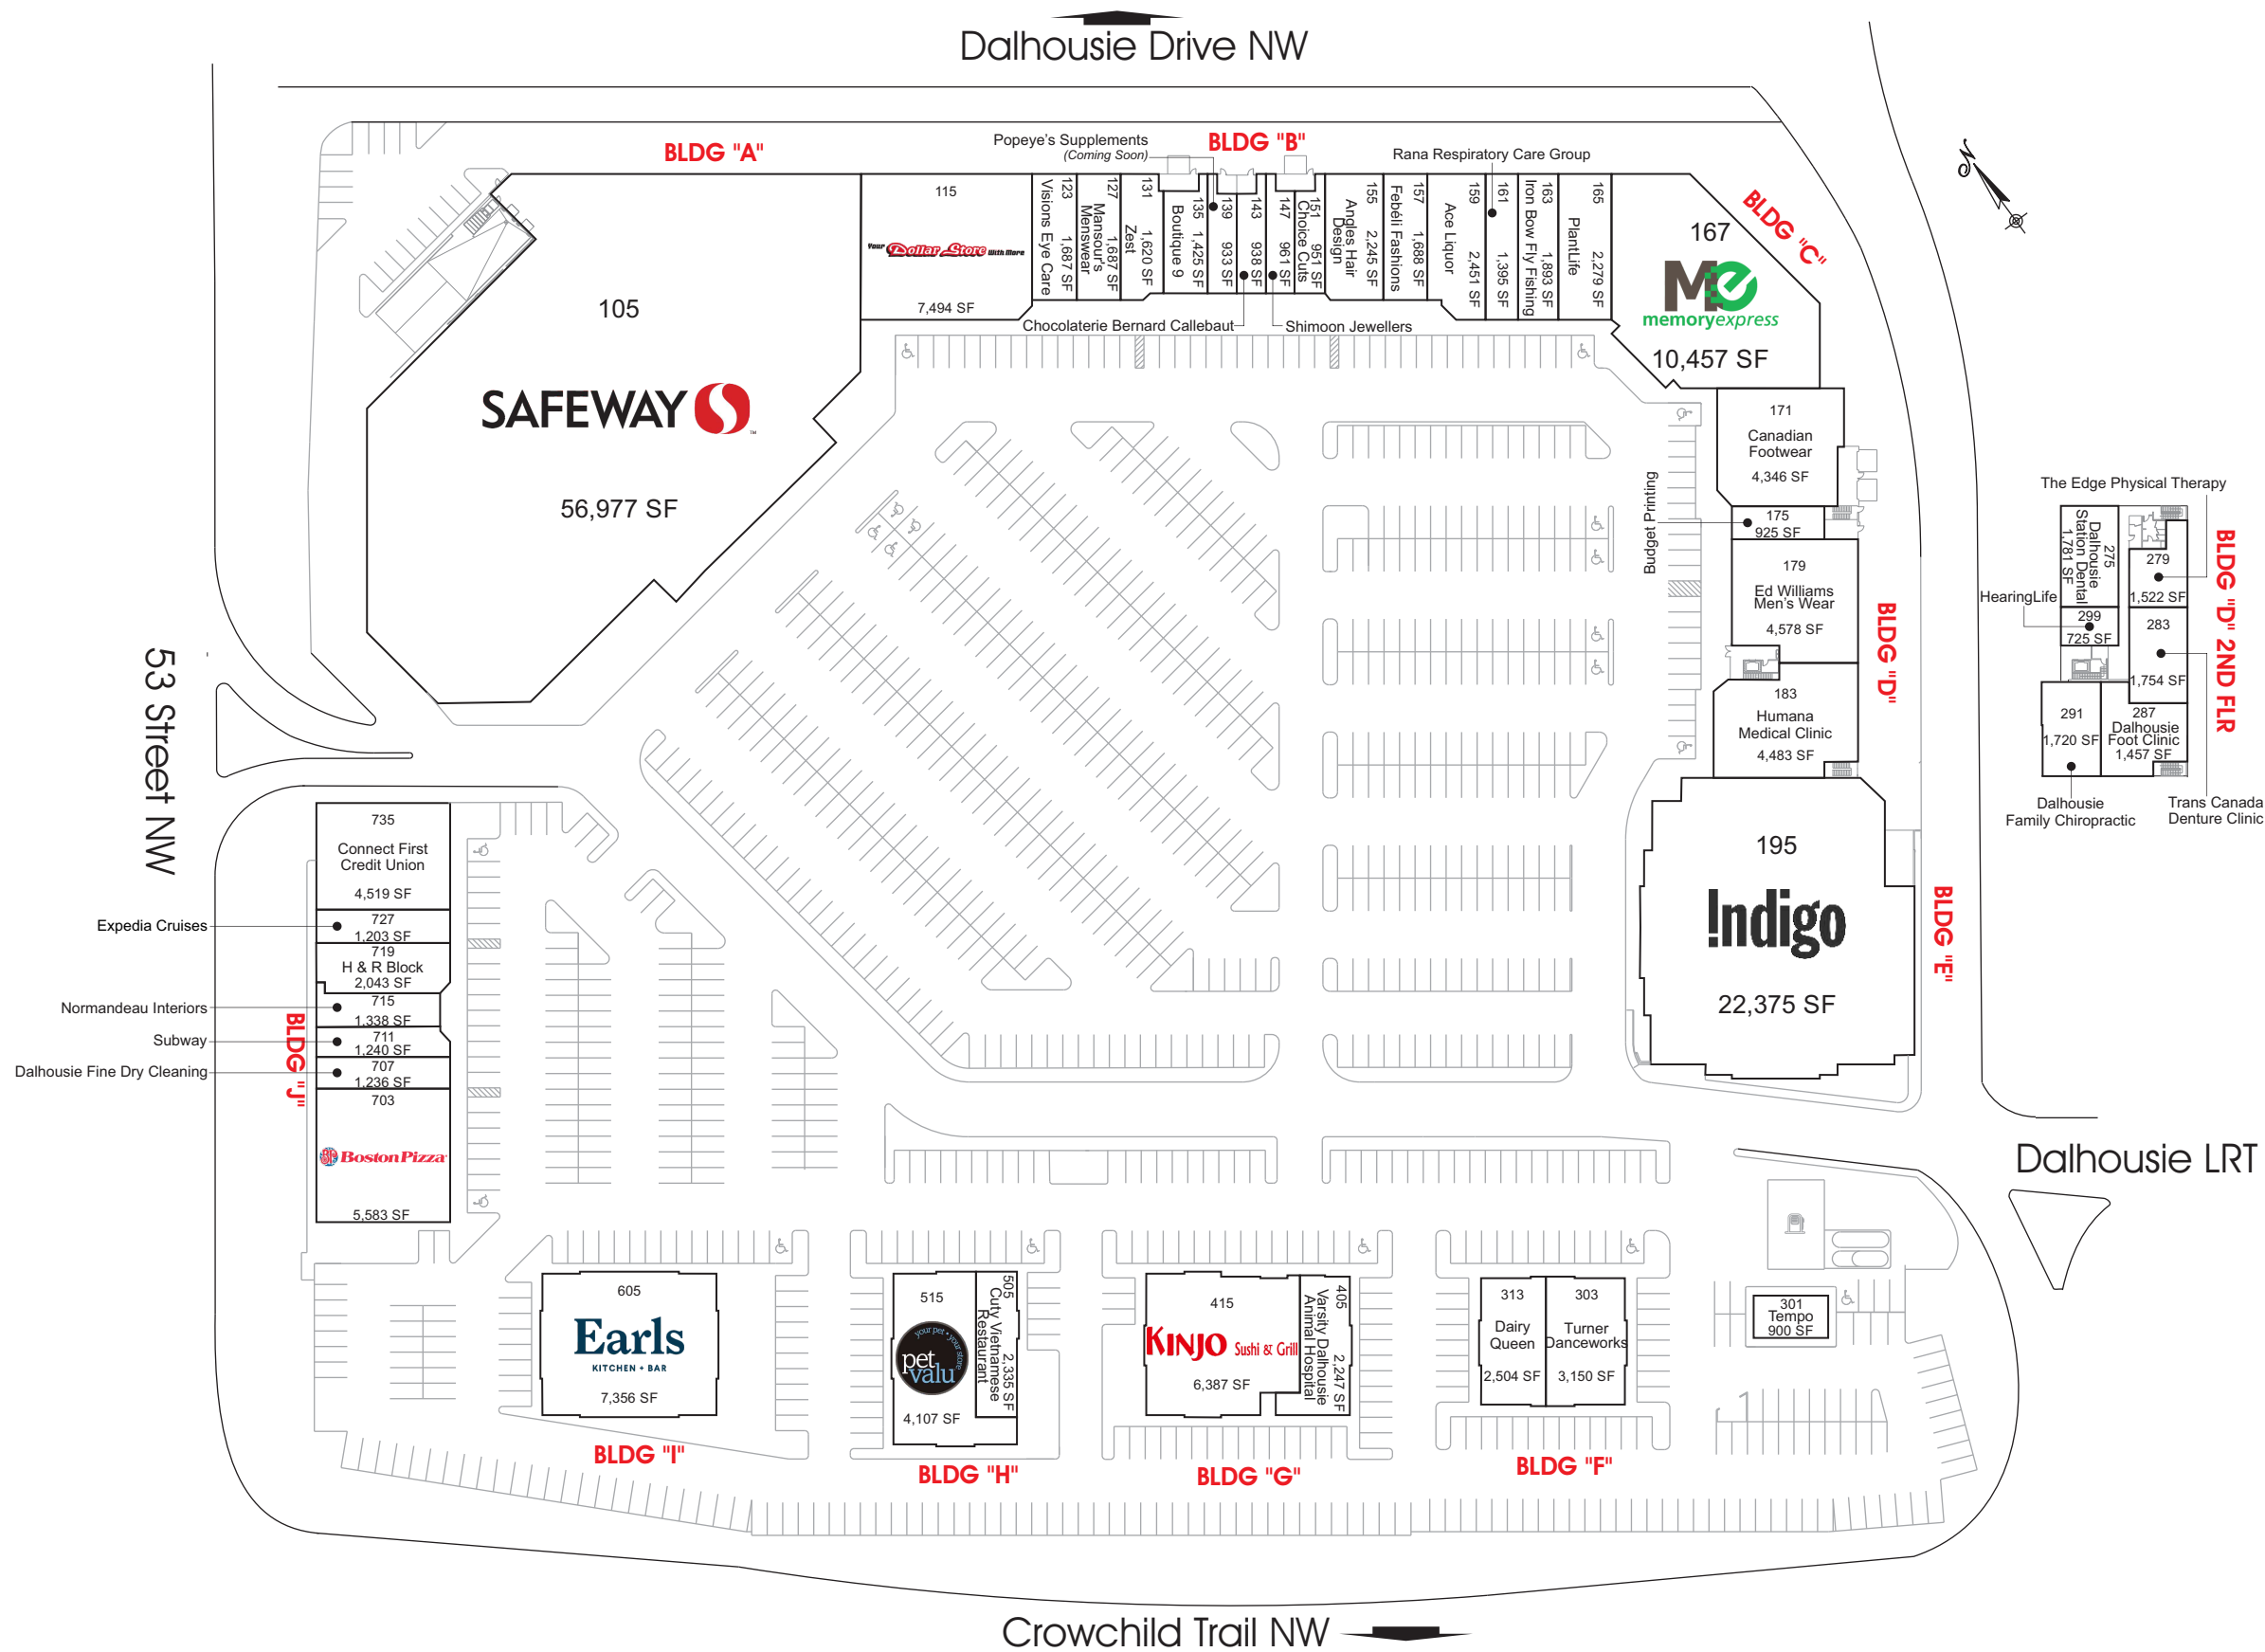 Dalhousie Drive NW
BLDG "A"
BLDG "B"
BLDG "C"
Popeye's Supplements
(Coming Soon)
Rana Respiratory Care Group
105
SAFEWAY
56,977 SF
115
Your Dollar Store With More
7,494 SF
123 1,687 SF
Visions Eye Care
127 1,687 SF
Mansour's
Menswear
131 1,620 SF
Zest
135 1,425 SF
Boutique 9
139 933 SF
143 938 SF
147 961 SF
151 951 SF
Choice Cuts
155 2,245 SF
Angles Hair
Design
157 1,688 SF
Febéli Fashions
159 2,451 SF
Ace Liquor
161 1,395 SF
163 1,893 SF
Iron Bow Fly Fishing
165 2,279 SF
PlantLife
Chocolaterie Bernard Callebaut
Shimoon Jewellers
167
Me
memoryexpress
10,457 SF
171
Canadian
Footwear
4,346 SF
Budget Printing
175
925 SF
179
Ed Williams
Men's Wear
4,578 SF
BLDG "D"
183
Humana
Medical Clinic
4,483 SF
195
Indigo
22,375 SF
BLDG "E"
The Edge Physical Therapy
275
Dalhousie
Station Dental
1,781 SF
279
1,522 SF
HearingLife
299
725 SF
283
1,754 SF
291
1,720 SF
287
Dalhousie
Foot Clinic
1,457 SF
BLDG "D" 2ND FLR
Dalhousie
Family Chiropractic
Trans Canada
Denture Clinic
53 Street NW
735
Connect First
Credit Union
4,519 SF
Expedia Cruises
727
1,203 SF
719
H & R Block
2,043 SF
Normandeau Interiors
715
1,338 SF
Subway
711
1,240 SF
Dalhousie Fine Dry Cleaning
707
1,236 SF
703
BP Boston Pizza
5,583 SF
BLDG "J"
Dalhousie LRT
605
Earls
KITCHEN + BAR
7,356 SF
BLDG "I"
515
your pet • your store
pet
valu
4,107 SF
505 2,335 SF
Cuty Vietnamese
Restaurant
BLDG "H"
415
KINJO Sushi & Grill
6,387 SF
405 2,247 SF
Varsity Dalhousie
Animal Hospital
BLDG "G"
313
Dairy
Queen
2,504 SF
303
Turner
Danceworks
3,150 SF
BLDG "F"
301
Tempo
900 SF
Crowchild Trail NW
N